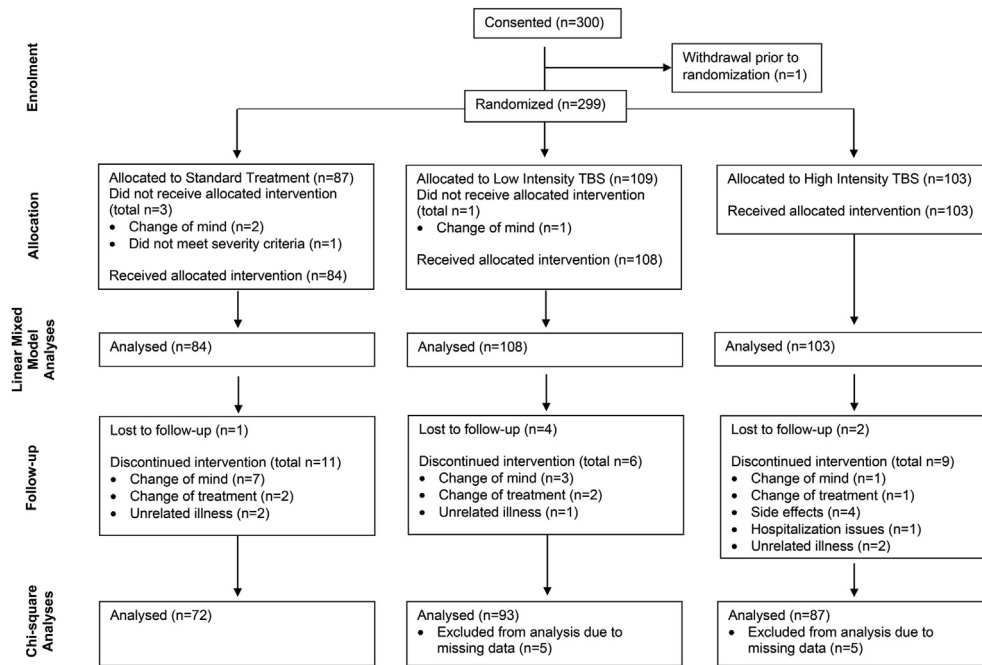 Consented (n=300)
Enrolment
Withdrawal prior to
randomization (n=1)
Randomized (n=299)
Allocation
Allocated to Standard Treatment (n=87)
Did not receive allocated intervention
(total n=3)
• Change of mind (n=2)
• Did not meet severity criteria (n=1)
Received allocated intervention (n=84)
Allocated to Low Intensity TBS (n=109)
Did not receive allocated intervention
(total n=1)
• Change of mind (n=1)
Received allocated intervention (n=108)
Allocated to High Intensity TBS (n=103)
Received allocated intervention (n=103)
Linear Mixed
Model
Analyses
Analysed (n=84)
Analysed (n=108)
Analysed (n=103)
Follow-up
Lost to follow-up (n=1)
Discontinued intervention (total n=11)
• Change of mind (n=7)
• Change of treatment (n=2)
• Unrelated illness (n=2)
Lost to follow-up (n=4)
Discontinued intervention (total n=6)
• Change of mind (n=3)
• Change of treatment (n=2)
• Unrelated illness (n=1)
Lost to follow-up (n=2)
Discontinued intervention (total n=9)
• Change of mind (n=1)
• Change of treatment (n=1)
• Side effects (n=4)
• Hospitalization issues (n=1)
• Unrelated illness (n=2)
Chi-square
Analyses
Analysed (n=72)
Analysed (n=93)
• Excluded from analysis due to
missing data (n=5)
Analysed (n=87)
• Excluded from analysis due to
missing data (n=5)